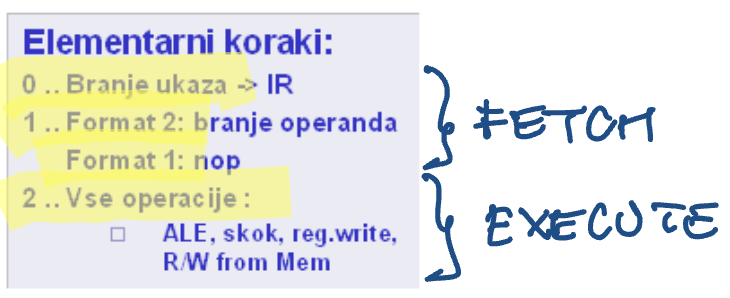 Elementarni koraki:
0 .. Branje ukaza -> IR
1 .. Format 2: branje operanda
Format 1: nop
2 .. Vse operacije :
ALE, skok, reg.write,
R/W from Mem
FETCH
EXECUTE